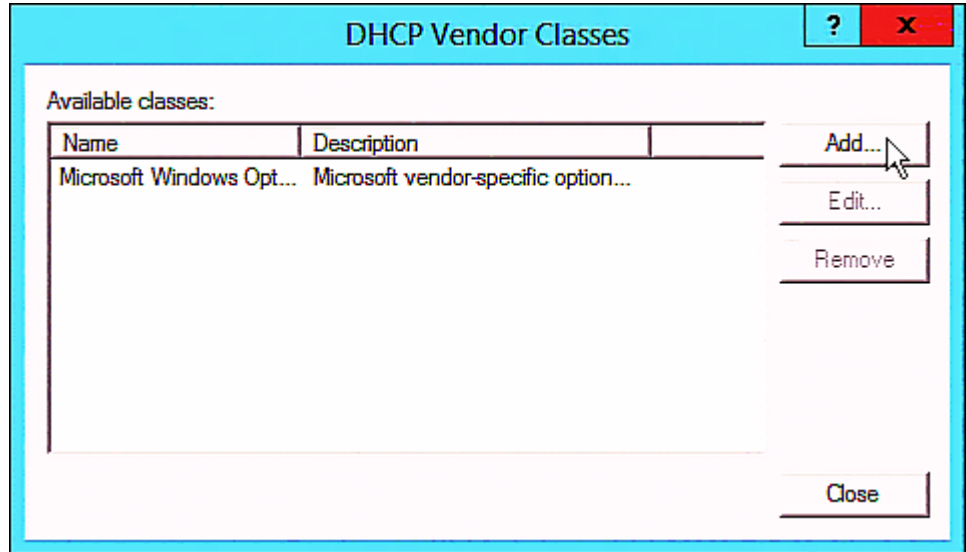 DHCP Vendor Classes
? x
Available classes:
Name Description
Add...
Microsoft Windows Opt... Microsoft vendor-specific option...
Edit...
Remove
Close